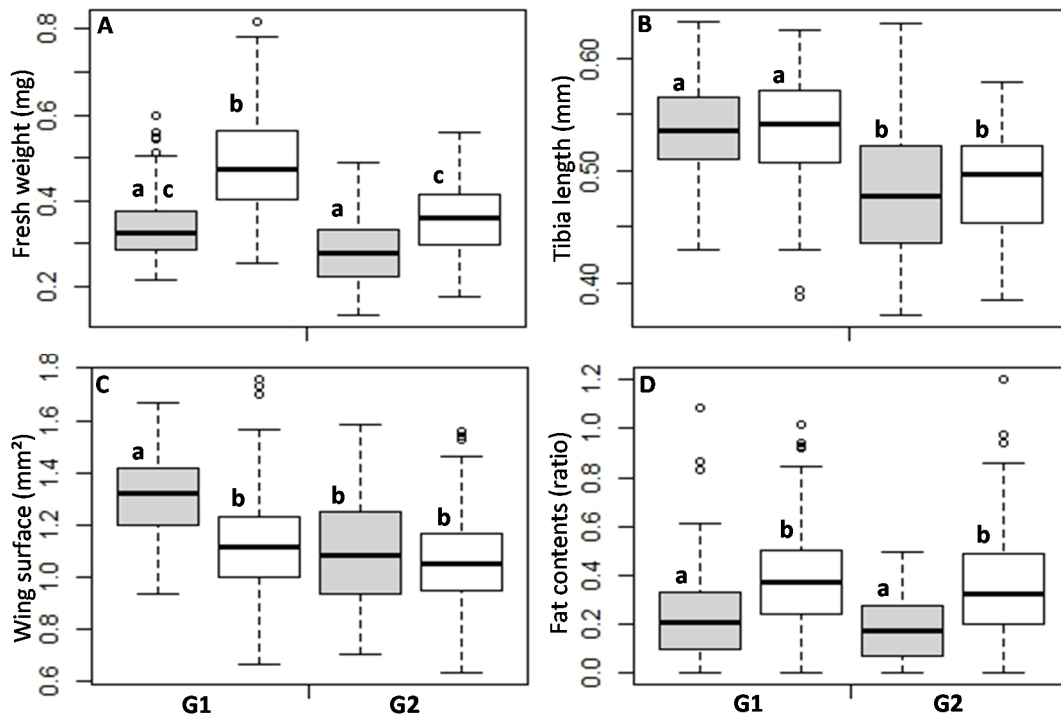 A
Fresh weight (mg)
0.8
0.6
0.4
0.2
a c
b
a
c
B
Tibia length (mm)
0.60
0.50
0.40
a
a
b
b
C
Wing surface (mm²)
1.8
1.6
1.4
1.2
1.0
0.8
0.6
a
b
b
b
G1 G2
D
Fat contents (ratio)
1.2
1.0
0.8
0.6
0.4
0.2
0.0
a
b
a
b
G1 G2